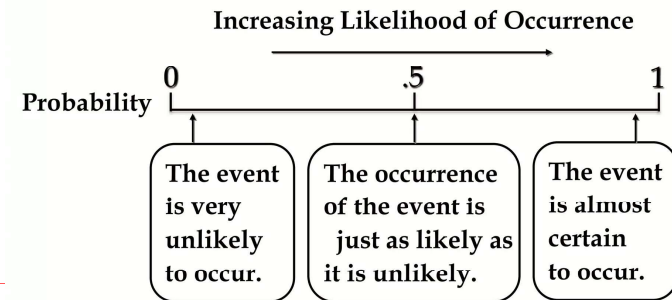 Increasing Likelihood of Occurrence
0 .5 1
Probability
The event
is very
unlikely
to occur.
The occurrence
of the event is
just as likely as
it is unlikely.
The event
is almost
certain
to occur.